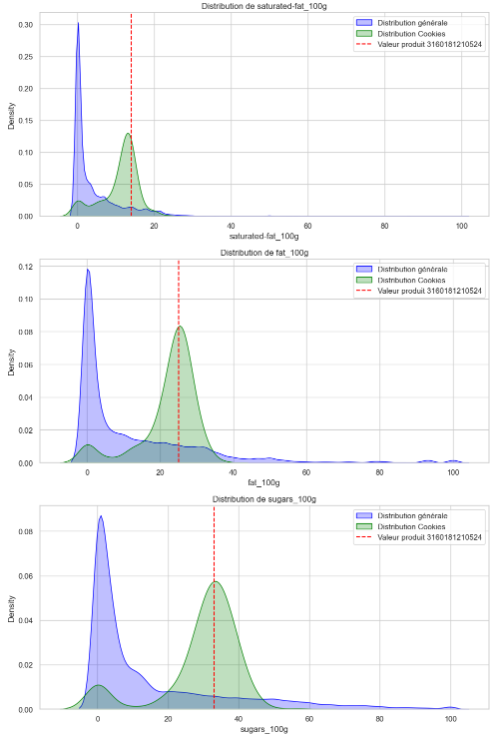 Distribution de saturated-fat_100g
Distribution générale
Distribution Cookies
Valeur produit 3160181210524
0.30
0.25
0.20
0.15
0.10
0.05
0.00
Density
0 20 40 60 80 100
saturated-fat_100g
Distribution de fat_100g
Distribution générale
Distribution Cookies
Valeur produit 3160181210524
0.12
0.10
0.08
0.06
0.04
0.02
0.00
Density
0 20 40 60 80 100
fat_100g
Distribution de sugars_100g
Distribution générale
Distribution Cookies
Valeur produit 3160181210524
0.08
0.06
0.04
0.02
0.00
Density
0 20 40 60 80 100
sugars_100g